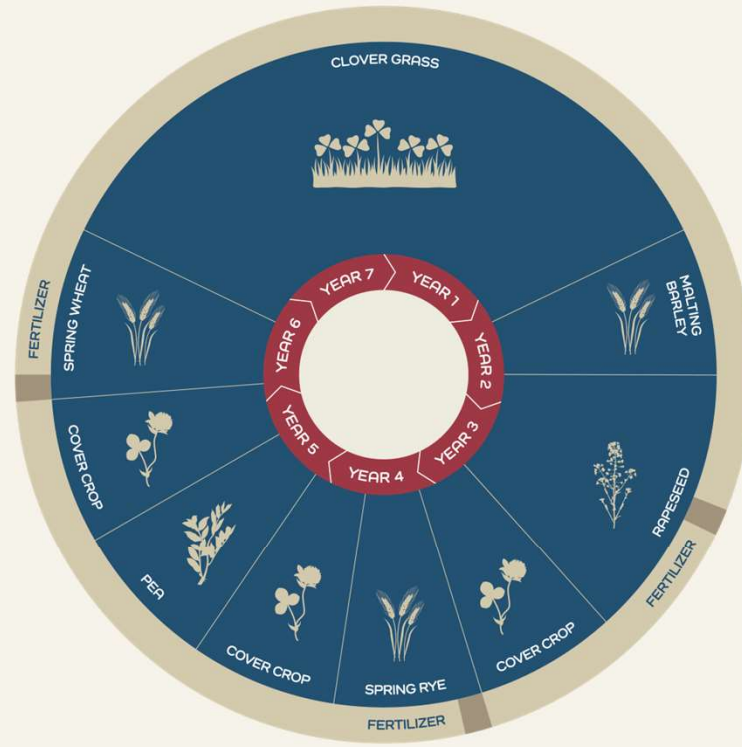 CLOVER GRASS
MALTING
BARLEY
RAPESEED
FERTILIZER
COVER CROP
SPRING RYE
FERTILIZER
COVER CROP
PEA
COVER CROP
SPRING WHEAT
FERTILIZER
YEAR 1
YEAR 2
YEAR 3
YEAR 4
YEAR 5
YEAR 6
YEAR 7